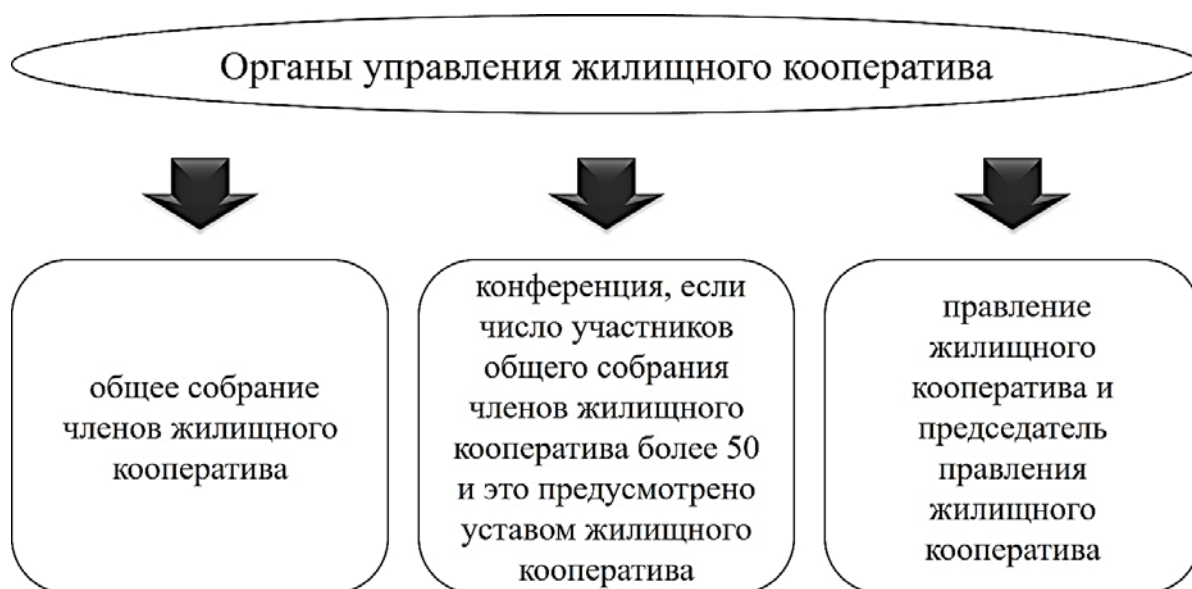 Органы управления жилищного кооператива
общее собрание
членов жилищного
кооператива
конференция, если
число участников
общего собрания
членов жилищного
кооператива более 50
и это предусмотрено
уставом жилищного
кооператива
правление
жилищного
кооператива и
председатель
правления
жилищного
кооператива